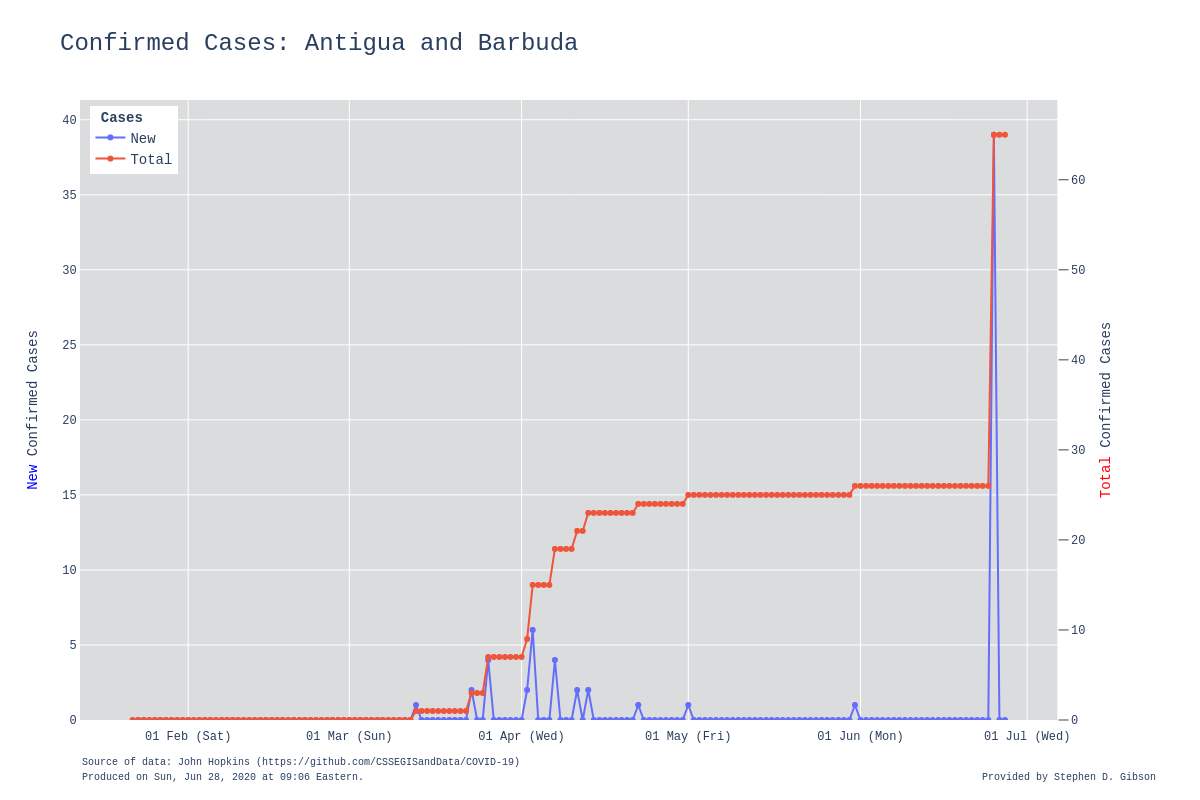 Confirmed Cases: Antigua and Barbuda
Cases
New
Total
40
35
30
25
20
15
10
5
0
New Confirmed Cases
60
50
40
30
20
10
0
Total Confirmed Cases
01 Feb (Sat) 01 Mar (Sun) 01 Apr (Wed) 01 May (Fri) 01 Jun (Mon) 01 Jul (Wed)
Source of data: John Hopkins (https://github.com/CSSEGISandData/COVID-19)
Produced on Sun, Jun 28, 2020 at 09:06 Eastern.
Provided by Stephen D. Gibson